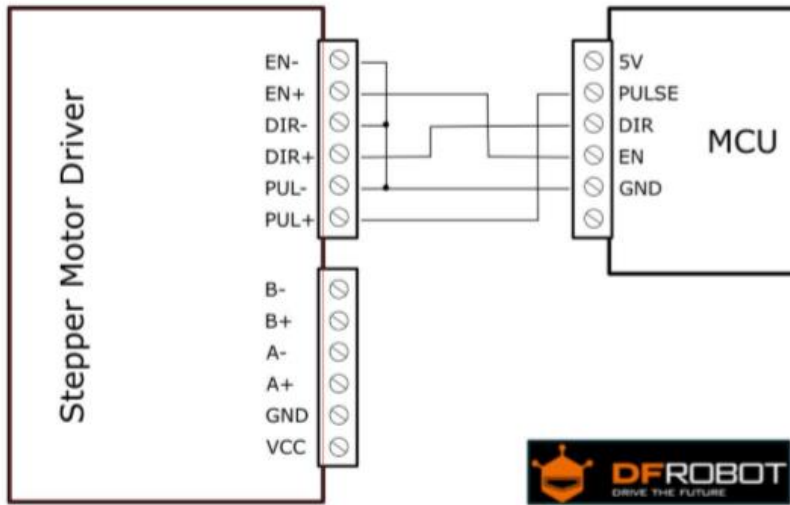 Stepper Motor Driver
EN-
EN+
DIR-
DIR+
PUL-
PUL+
B-
B+
A-
A+
GND
VCC
5V
PULSE
DIR
EN
GND
MCU
DFROBOT
DRIVE THE FUTURE